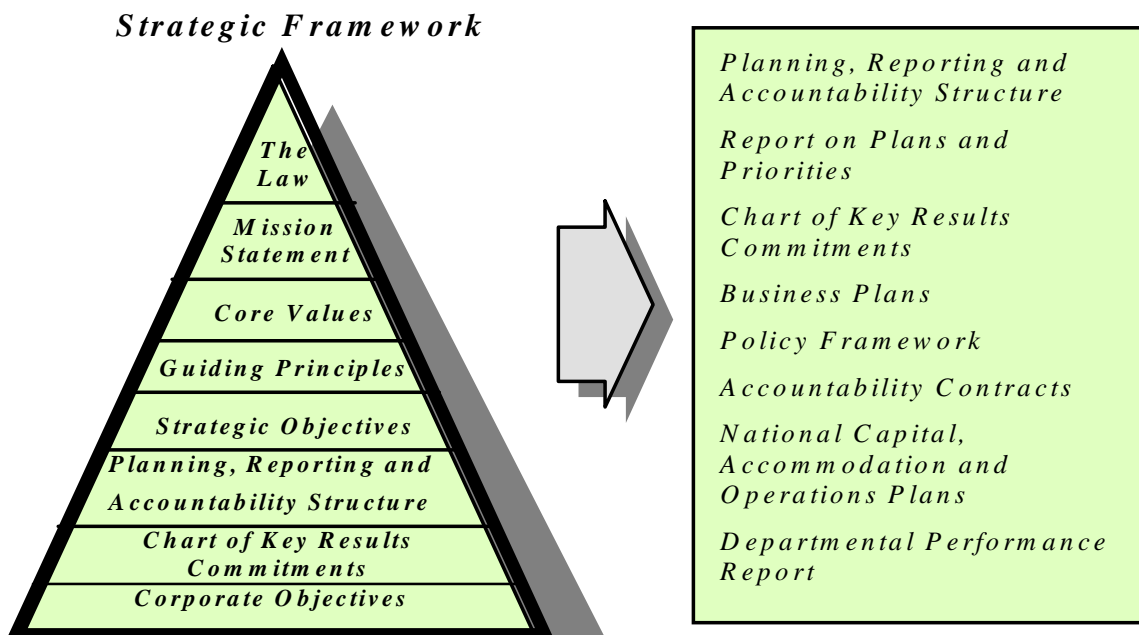 Strategic Framework
The
Law
Mission
Statement
Core Values
Guiding Principles
Strategic Objectives
Planning, Reporting and
Accountability Structure
Chart of Key Results
Commitments
Corporate Objectives
Planning, Reporting and
Accountability Structure
Report on Plans and
Priorities
Chart of Key Results
Commitments
Business Plans
Policy Framework
Accountability Contracts
National Capital,
Accommodation and
Operations Plans
Departmental Performance
Report